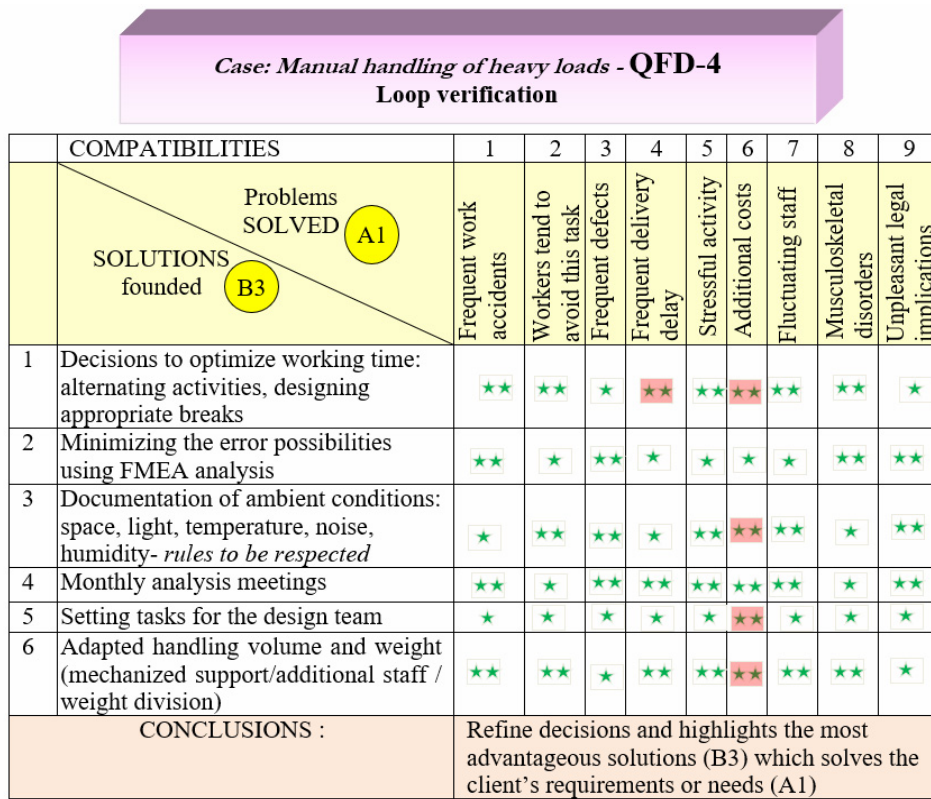 Case: Manual handling of heavy loads - QFD-4
Loop verification
COMPATIBILITIES 1 2 3 4 5 6 7 8 9
Problems
SOLVED
A1
SOLUTIONS
founded
B3
Frequent work
accidents
Workers tend to
avoid this task
Frequent defects
Frequent delivery
delay
Stressful activity
Additional costs
Fluctuating staff
Musculoskeletal
disorders
Unpleasant legal
implications
1 Decisions to optimize working time:
alternating activities, designing
appropriate breaks
★★ ★★ ★ ★★ ★★ ★★ ★★ ★★ ★
2 Minimizing the error possibilities
using FMEA analysis
★★ ★ ★★ ★ ★ ★ ★ ★★ ★★
3 Documentation of ambient conditions:
space, light, temperature, noise,
humidity- rules to be respected
★ ★★ ★★ ★ ★★ ★★ ★★ ★ ★★
4 Monthly analysis meetings
★★ ★ ★★ ★★ ★★ ★★ ★★ ★ ★★
5 Setting tasks for the design team
★ ★ ★ ★ ★ ★★ ★ ★ ★
6 Adapted handling volume and weight
(mechanized support/additional staff /
weight division)
★★ ★★ ★ ★★ ★★ ★★ ★★ ★★ ★
CONCLUSIONS :
Refine decisions and highlights the most
advantageous solutions (B3) which solves the
client’s requirements or needs (A1)